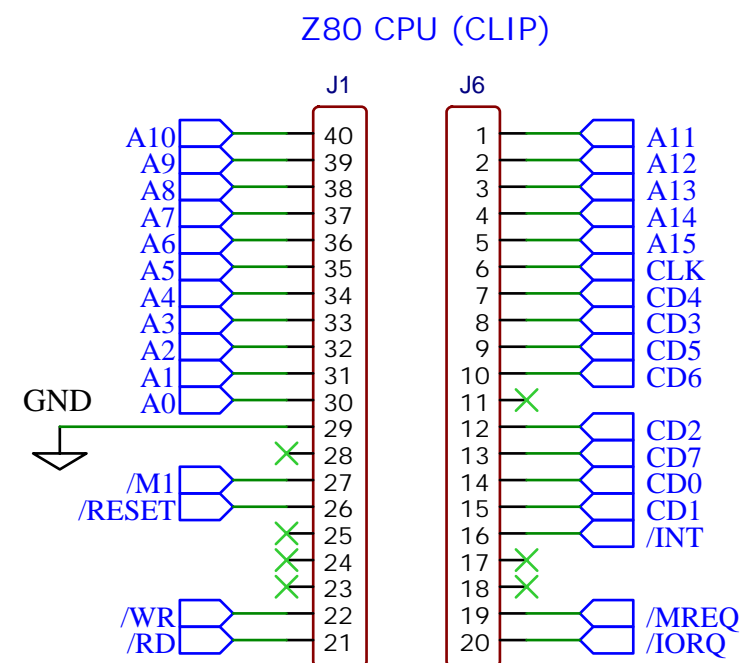 Z80 CPU (CLIP)
J1 J6
A10 40 1 A11
A9 39 2 A12
A8 38 3 A13
A7 37 4 A14
A6 36 5 A15
A5 35 6 CLK
A4 34 7 CD4
A3 33 8 CD3
A2 32 9 CD5
A1 31 10 CD6
GND A0 30 11
29 12 CD2
28 13 CD7
/M1 27 14 CD0
/RESET 26 15 CD1
25 16 /INT
24 17
23 18
/WR 22 19 /MREQ
/RD 21 20 /IORQ